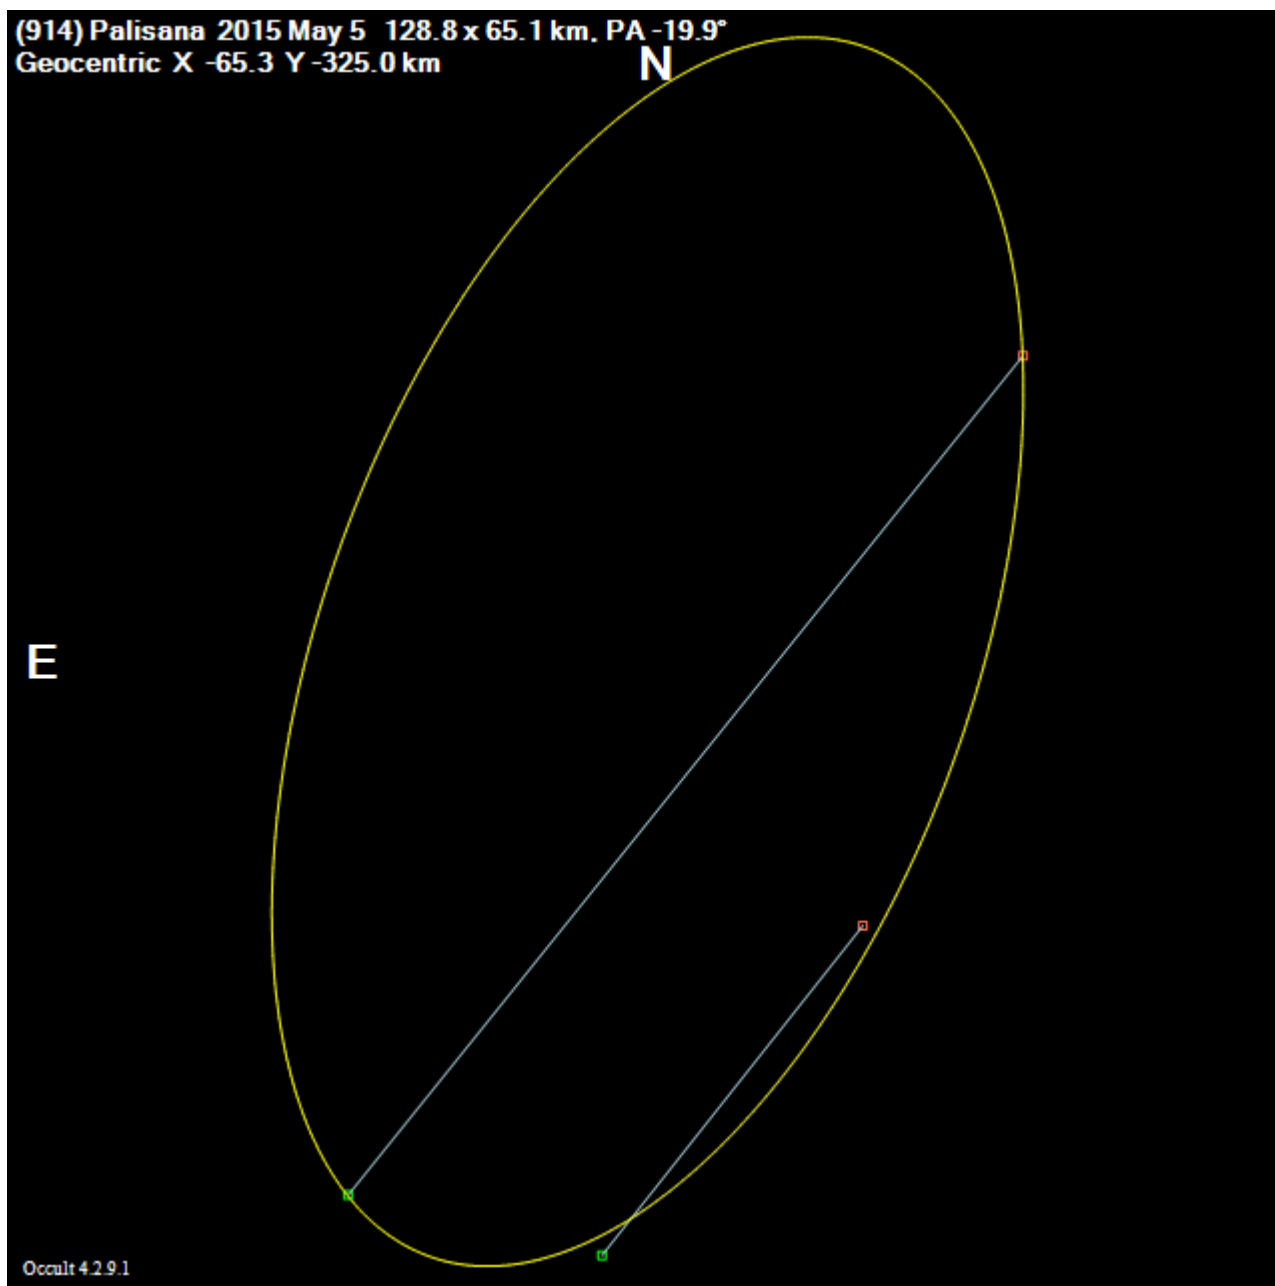 (914) Palisana 2015 May 5 128.8 x 65.1 km, PA -19.9°
Geocentric X -65.3 Y -325.0 km
N
E
Occult 4.2.9.1